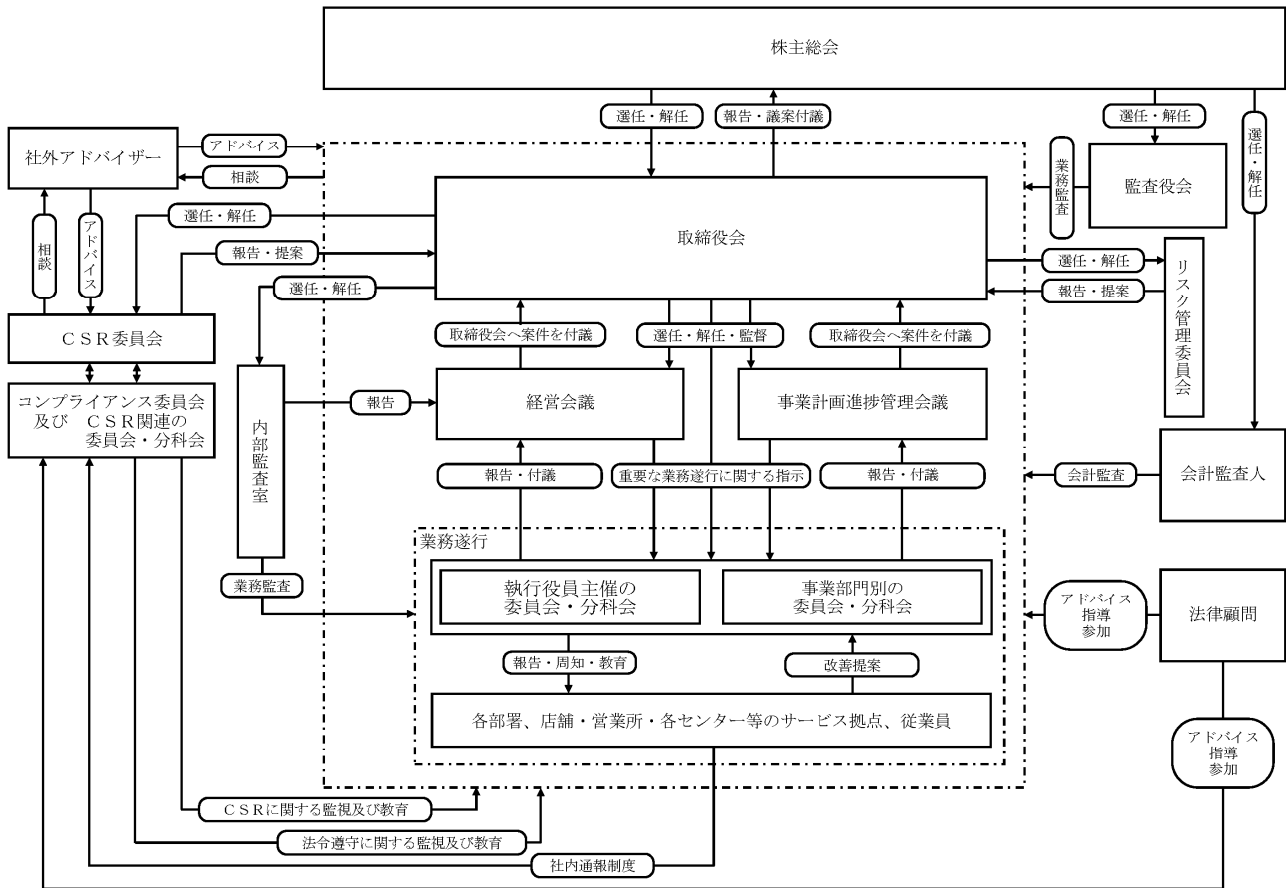 株主総会
選任・解任
報告・議案付議
選任・解任
選任・解任
社外アドバイザー
アドバイス
相談
業務監査
監査役会
取締役会
選任・解任
報告・提案
選任・解任
相談
アドバイス
選任・解任
報告・提案
リスク管理委員会
CSR委員会
取締役会へ案件を付議
選任・解任・監督
取締役会へ案件を付議
コンプライアンス委員会
及び CSR関連の
委員会・分科会
内部監査室
報告
経営会議
事業計画進捗管理会議
報告・付議
重要な業務遂行に関する指示
報告・付議
会計監査
会計監査人
業務遂行
業務監査
執行役員主催の
委員会・分科会
事業部門別の
委員会・分科会
アドバイス
指導
参加
法律顧問
報告・周知・教育
改善提案
各部署、店舗・営業所・各センター等のサービス拠点、従業員
アドバイス
指導
参加
CSRに関する監視及び教育
法令遵守に関する監視及び教育
社内通報制度